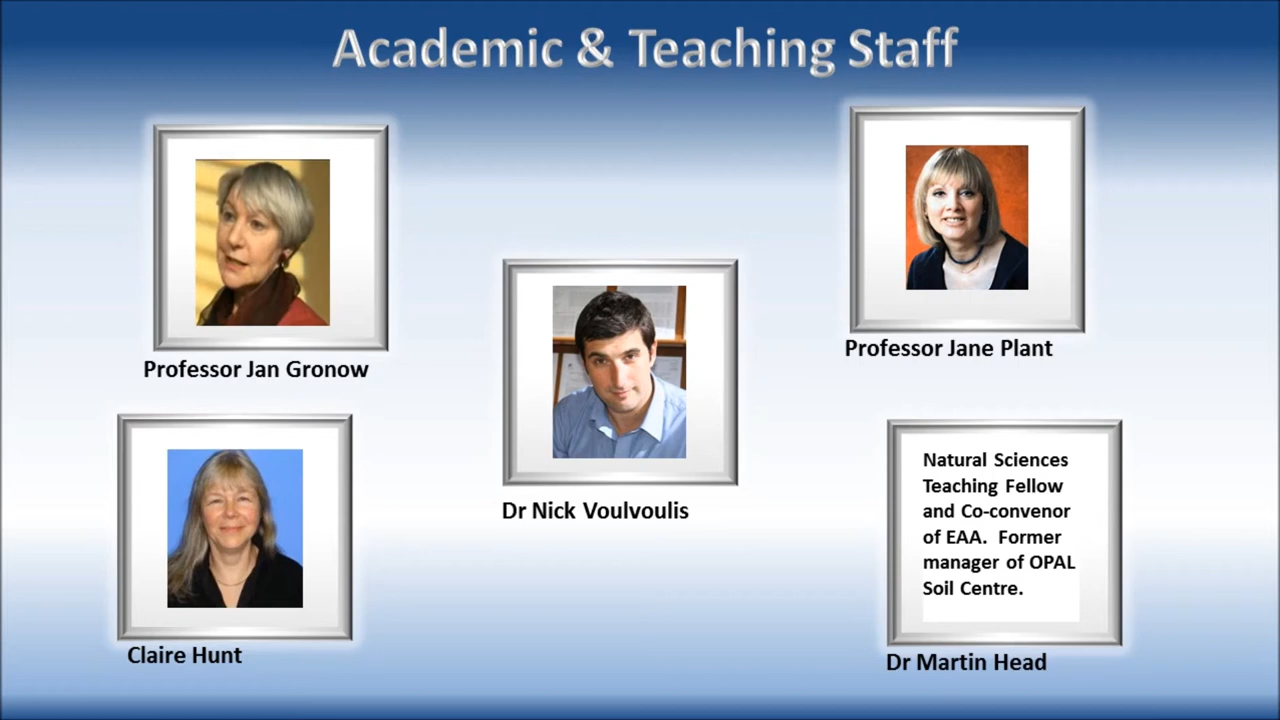 Academic & Teaching Staff
Professor Jan Gronow
Professor Jane Plant
Dr Nick Voulvoulis
Claire Hunt
Natural Sciences
Teaching Fellow
and Co-convenor
of EAA. Former
manager of OPAL
Soil Centre.
Dr Martin Head